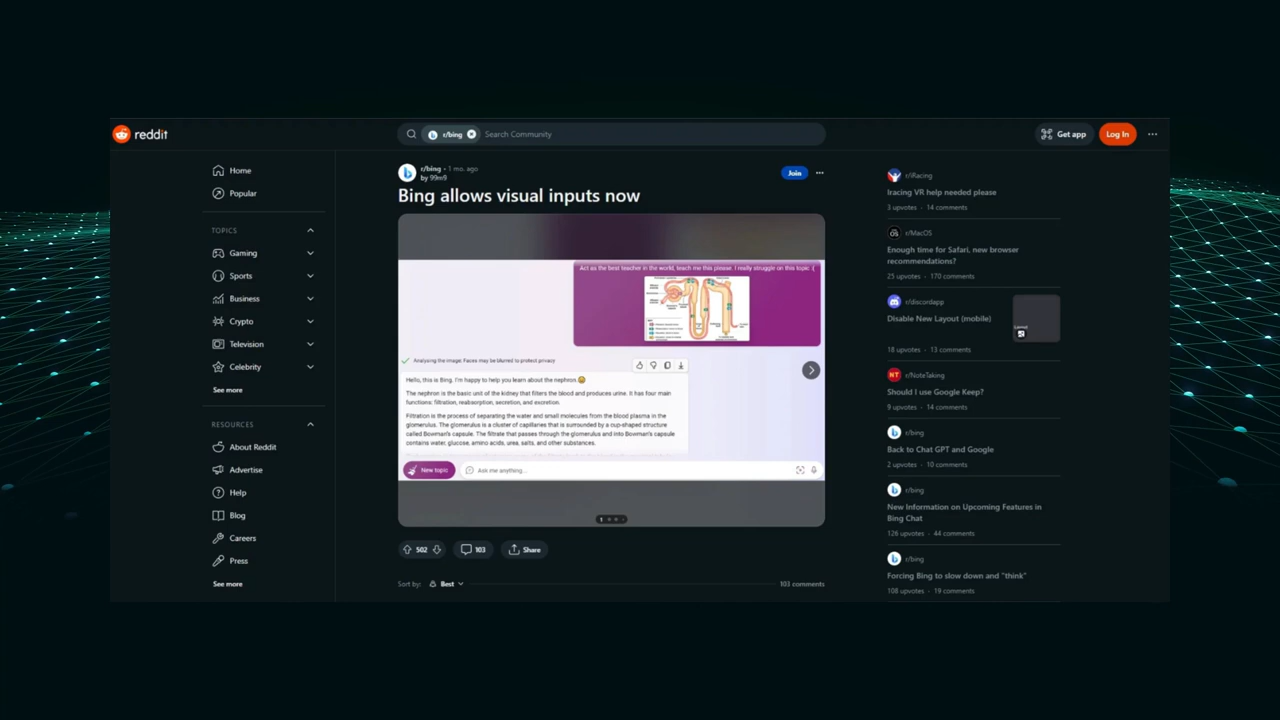 reddit
r/bing
Search Community
Get app
Log In
Home
Popular
TOPICS
Gaming
Sports
Business
Crypto
Television
Celebrity
See more
RESOURCES
About Reddit
Advertise
Help
Blog
Careers
Press
See more
r/bing • 1 mo. ago
by 99m9
Join
Bing allows visual inputs now
Act as the best teacher in the world, teach me this please. I really struggle on this topic :(
Analyzing the image: Faces may be blurred to protect privacy
Hello, this is Bing. I'm happy to help you learn about the nephron.
The nephron is the basic unit of the kidney that filters the blood and produces urine. It has four main
functions: filtration, reabsorption, secretion, and excretion.
Filtration is the process of separating the water and small molecules from the blood plasma in the
glomerulus. The glomerulus is a cluster of capillaries that is surrounded by a cup-shaped structure
called Bowman's capsule. The filtrate that passes through the glomerulus and into Bowman's capsule
contains water, glucose, amino acids, urea, salts, and other substances.
New topic
Ask me anything...
1
502
103
Share
Sort by:
Best
103 comments
r/iRacing
Iracing VR help needed please
3 upvotes · 14 comments
r/MacOS
Enough time for Safari, new browser
recommendations?
25 upvotes · 170 comments
r/discordapp
Disable New Layout (mobile)
18 upvotes · 13 comments
NT
r/NoteTaking
Should I use Google Keep?
9 upvotes · 14 comments
r/bing
Back to Chat GPT and Google
2 upvotes · 10 comments
r/bing
New Information on Upcoming Features in
Bing Chat
126 upvotes · 44 comments
r/bing
Forcing Bing to slow down and "think"
108 upvotes · 19 comments